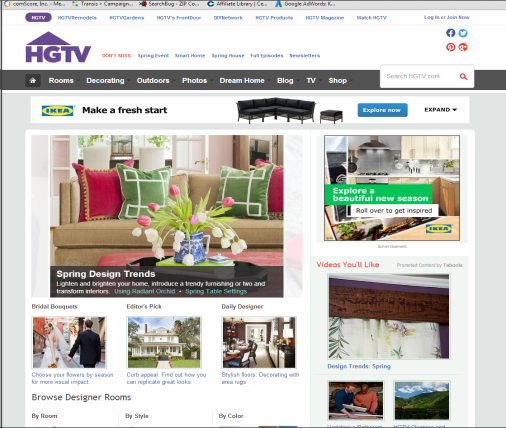 comScore, Inc. - Me...
Transis > Campaign...
SearchBug - ZIP Co...
Affiliate Library | Ce...
Google AdWords: K...
HGTV
HGTVRemodels
HGTVGardens
HGTV's FrontDoor
DIYNetwork
HGTV Products
HGTV Magazine
Watch HGTV
Log In or Join Now
HGTV
DON'T MISS: Spring Event Smart Home Spring House Full Episodes Newsletters
Search HGTV.com
Rooms Decorating Outdoors Photos Dream Home Blog TV Shop
IKEA Make a fresh start Explore now EXPAND
Explore a
beautiful new season
Roll over to get inspired
IKEA
Advertisement
Spring Design Trends
Lighten and brighten your home, introduce a trendy furnishing or two and
transform interiors. Using Radiant Orchid • Spring Table Settings
Videos You'll Like
Promoted Content by Taboola
Design Trends: Spring
Bridal Bouquets
Choose your flowers by season
for more visual impact.
Editor's Pick
Curb appeal: Find out how you
can replicate great looks.
Daily Designer
Stylish floors: Decorating with
area rugs
Browse Designer Rooms
By Room
By Style
By Color